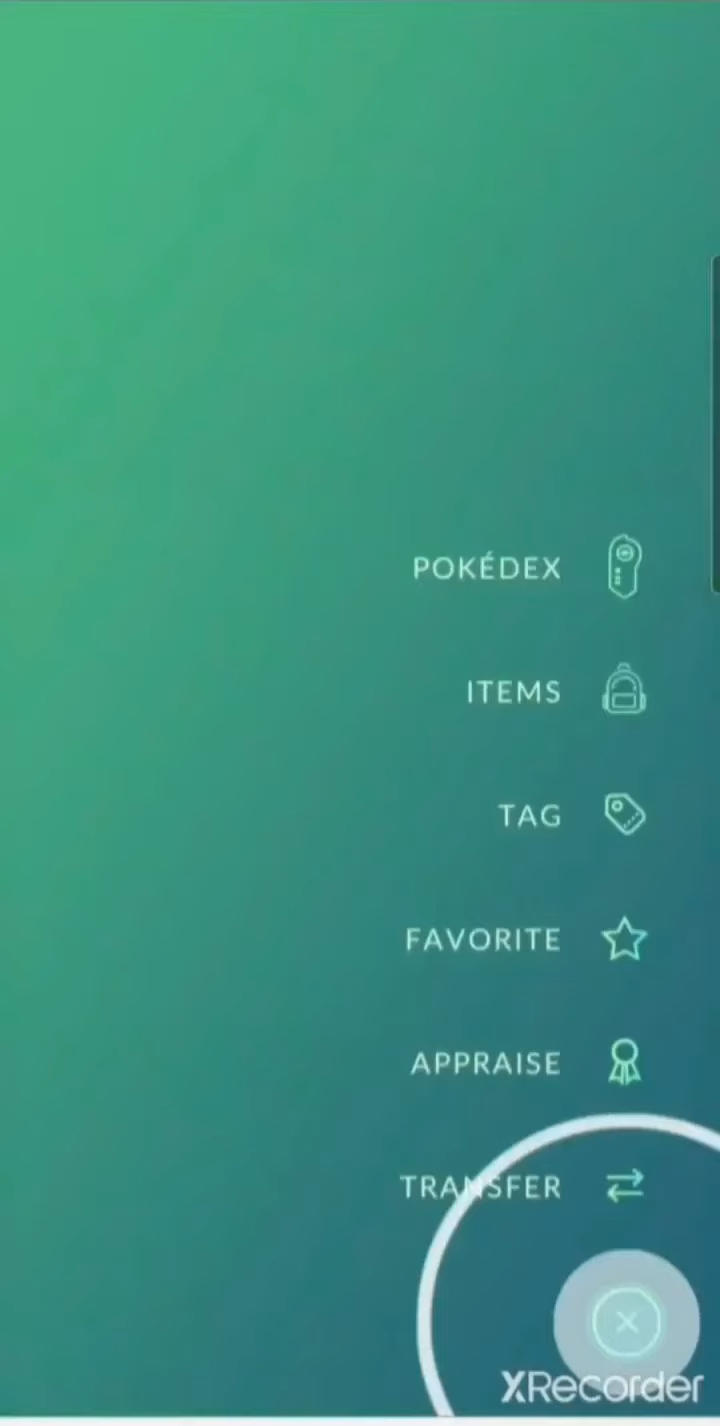 POKÉDEX
ITEMS
TAG
FAVORITE
APPRAISE
TRANSFER
XRecorder